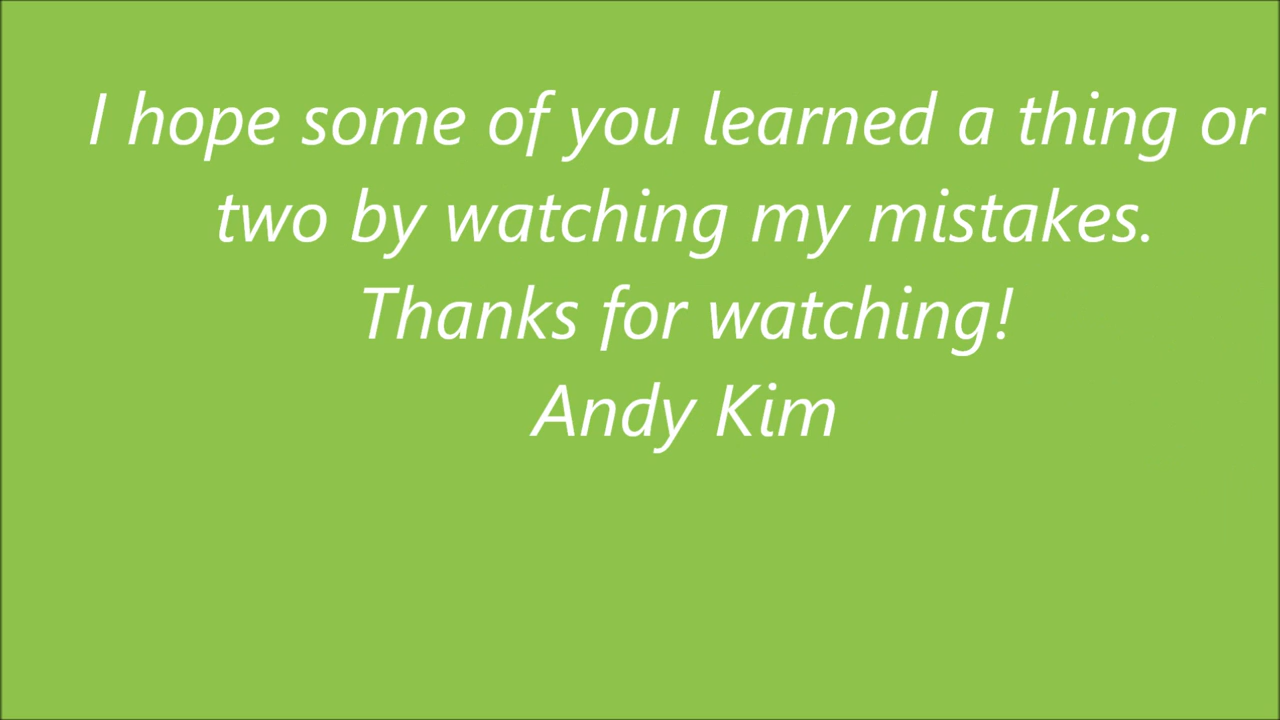 I hope some of you learned a thing or
two by watching my mistakes.
Thanks for watching!
Andy Kim